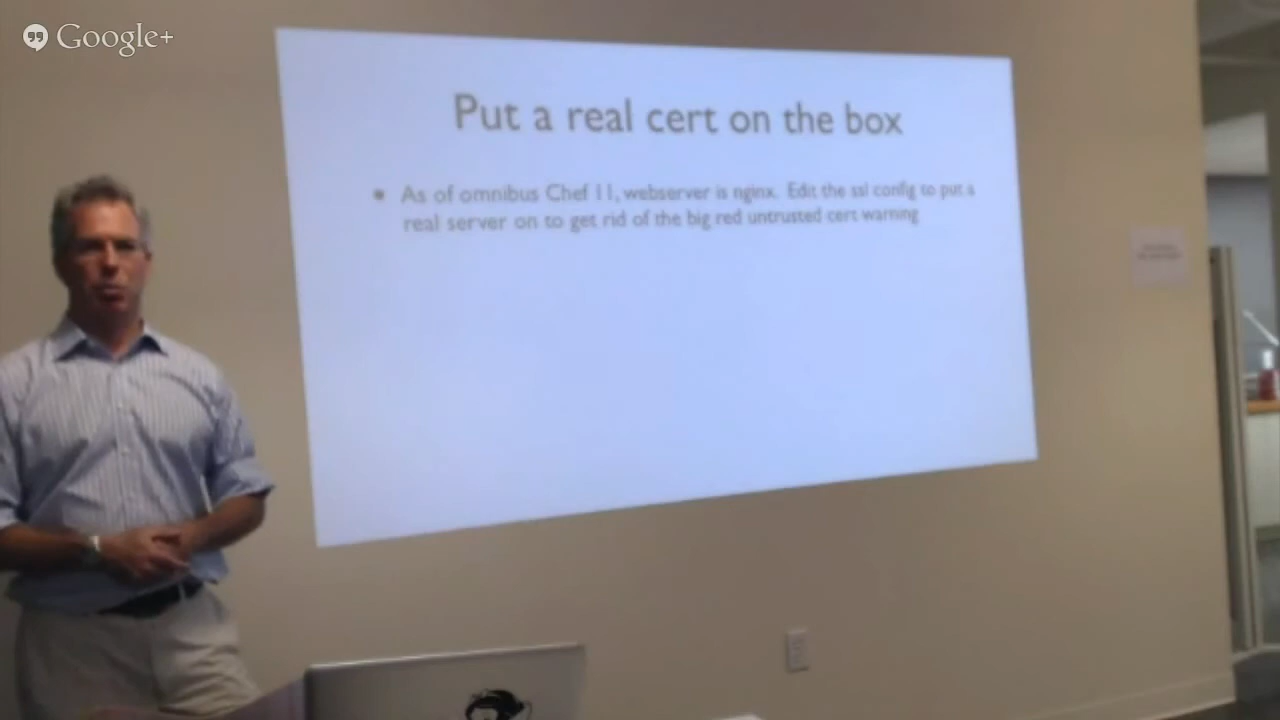 Google+
Put a real cert on the box
• As of omnibus Chef 11, webserver is nginx. Edit the ssl config to put a
real server on to get rid of the big red untrusted cert warning